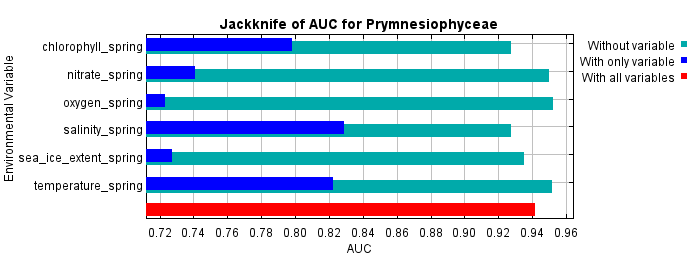 Jackknife of AUC for Prymnesiophyceae
Environmental Variable
chlorophyll_spring
nitrate_spring
oxygen_spring
salinity_spring
sea_ice_extent_spring
temperature_spring
0.72 0.74 0.76 0.78 0.80 0.82 0.84 0.86 0.88 0.90 0.92 0.94 0.96
AUC
Without variable
With only variable
With all variables